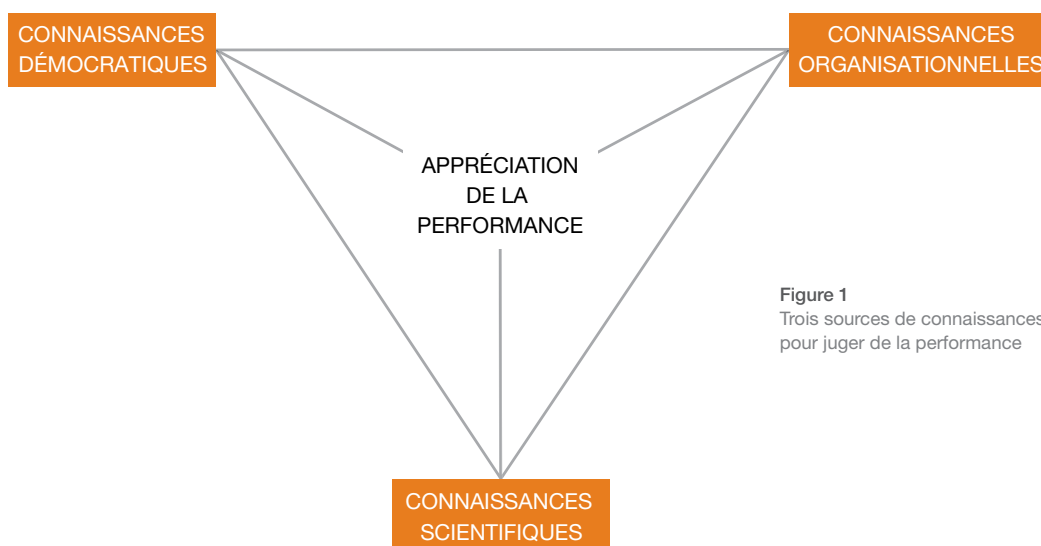 CONNAISSANCES
DÉMOCRATIQUES
CONNAISSANCES
ORGANISATIONNELLES
APPRÉCIATION
DE LA
PERFORMANCE
Figure 1
Trois sources de connaissances
pour juger de la performance
CONNAISSANCES
SCIENTIFIQUES